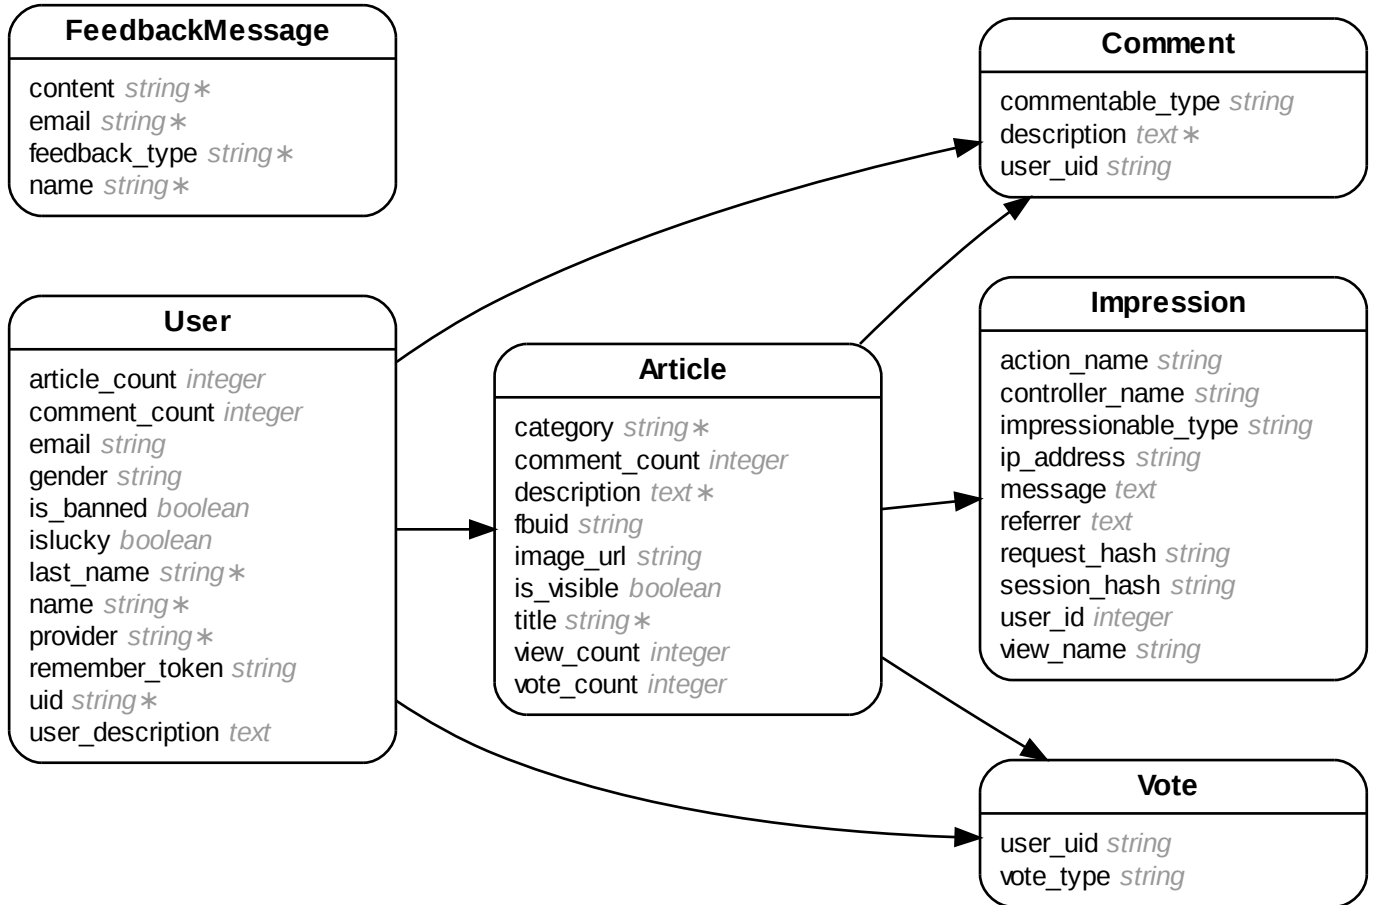 FeedbackMessage
content string*
email string*
feedback_type string*
name string*
User
article_count integer
comment_count integer
email string
gender string
is_banned boolean
islucky boolean
last_name string*
name string*
provider string*
remember_token string
uid string*
user_description text
Article
category string*
comment_count integer
description text*
fbuid string
image_url string
is_visible boolean
title string*
view_count integer
vote_count integer
Comment
commentable_type string
description text*
user_uid string
Impression
action_name string
controller_name string
impressionable_type string
ip_address string
message text
referrer text
request_hash string
session_hash string
user_id integer
view_name string
Vote
user_uid string
vote_type string